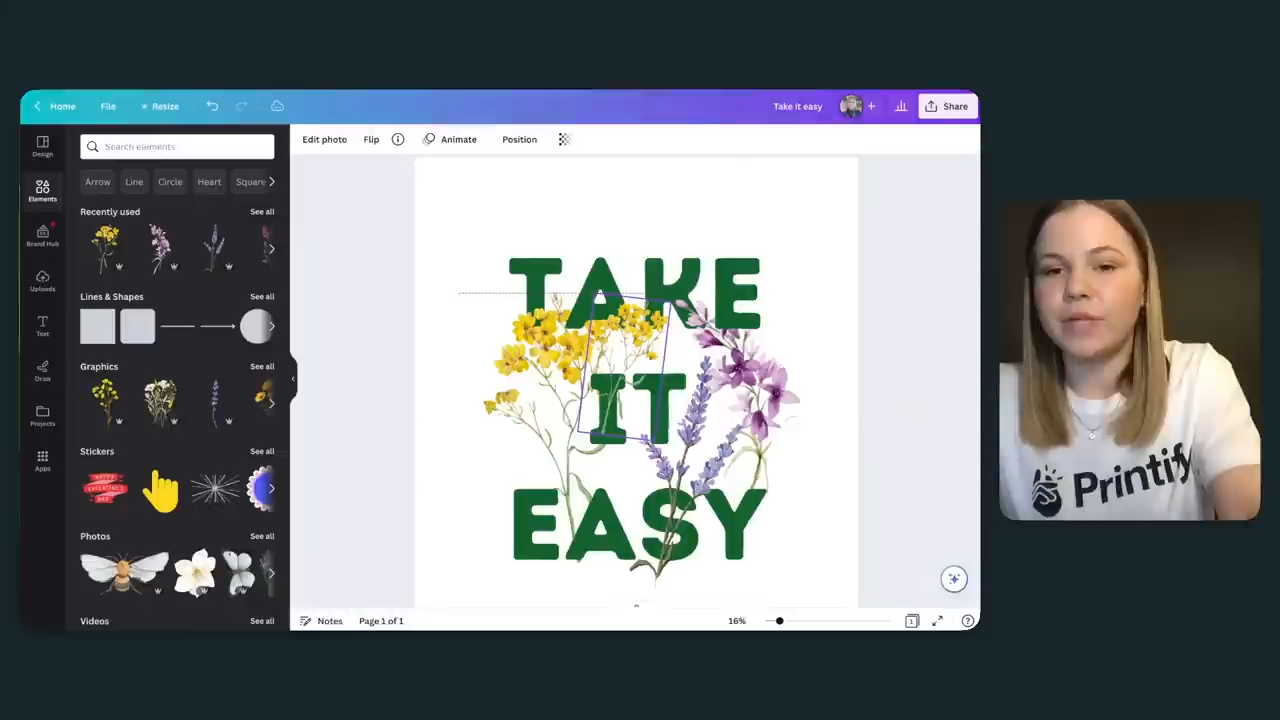 Home File Resize Take it easy Share
Design
Elements
Brand Hub
Uploads
Text
Draw
Projects
Apps
Search elements
Arrow Line Circle Heart Square
Recently used See all
Lines & Shapes See all
Graphics See all
Stickers See all
Photos See all
Videos See all
Edit photo Flip Animate Position
TAKE
IT
EASY
Notes Page 1 of 1 16% 1
Printify